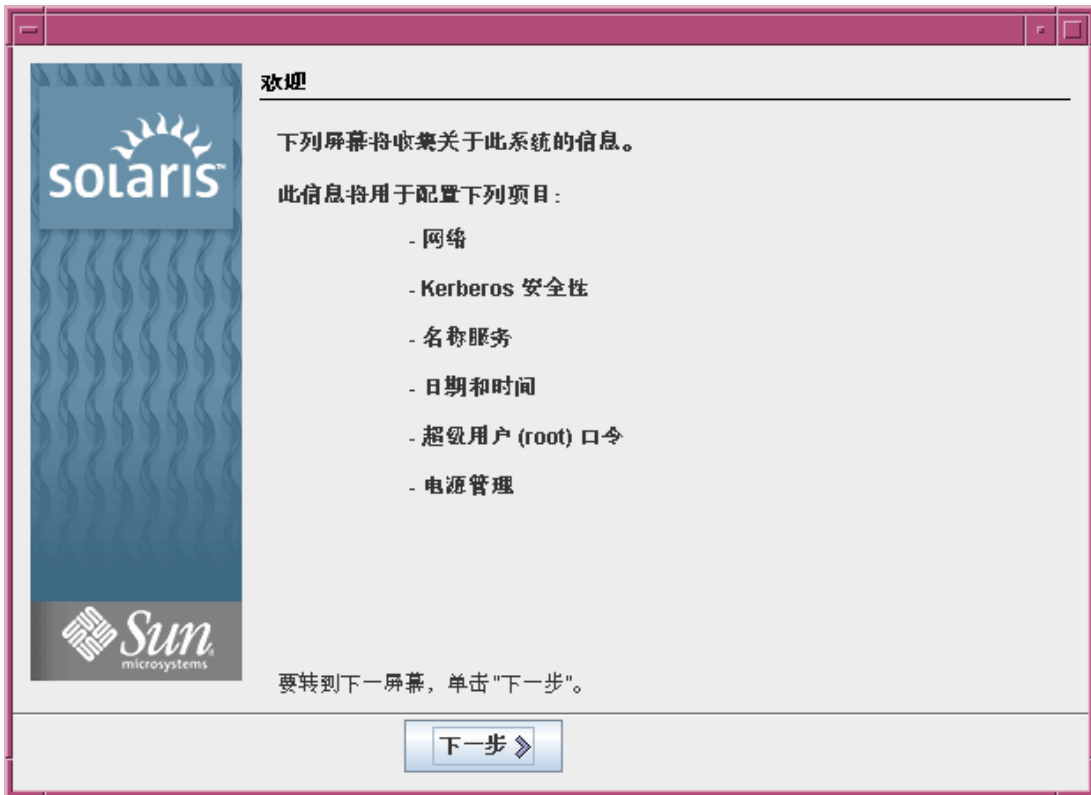 欢迎
solaris™
下列屏幕将收集关于此系统的信息。
此信息将用于配置下列项目:
- 网络
- Kerberos 安全性
- 名称服务
- 日期和时间
- 超级用户 (root) 口令
- 电源管理
Sun
microsystems
要转到下一屏幕，单击"下一步"。
下一步